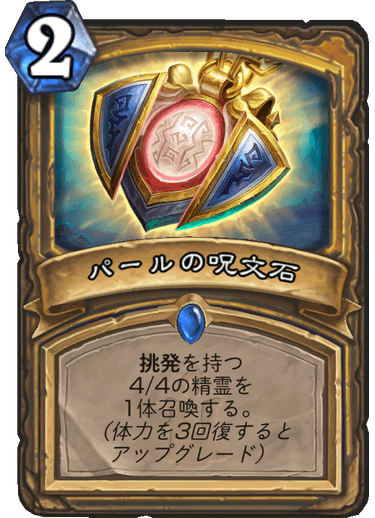 2
パールの呪文石
挑発を持つ
4/4の精霊を
1体召喚する。
(体力を3回復すると
アップグレード)